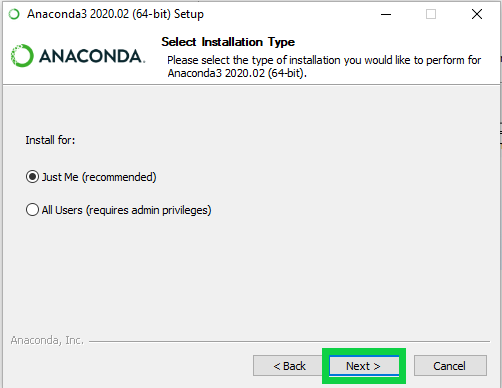 Anaconda3 2020.02 (64-bit) Setup
ANACONDA.
Select Installation Type
Please select the type of installation you would like to perform for
Anaconda3 2020.02 (64-bit).
Install for:
Just Me (recommended)
All Users (requires admin privileges)
Anaconda, Inc.
< Back
Next >
Cancel